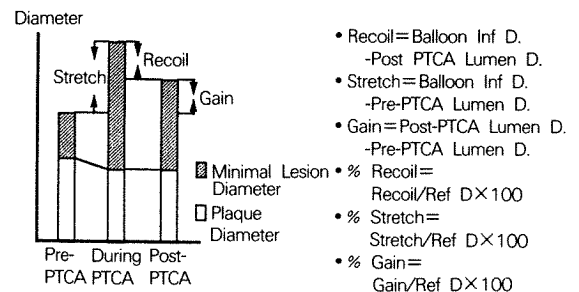 Diameter
Stretch
Recoil
Gain
Minimal Lesion
Diameter
Plaque
Diameter
Pre-
PTCA
During
PTCA
Post-
PTCA
• Recoil=Balloon Inf D.
-Post PTCA Lumen D.
• Stretch=Balloon Inf D.
-Pre-PTCA Lumen D.
• Gain=Post-PTCA Lumen D.
-Pre-PTCA Lumen D.
• % Recoil=
Recoil/Ref D×100
• % Stretch=
Stretch/Ref D×100
• % Gain=
Gain/Ref D×100